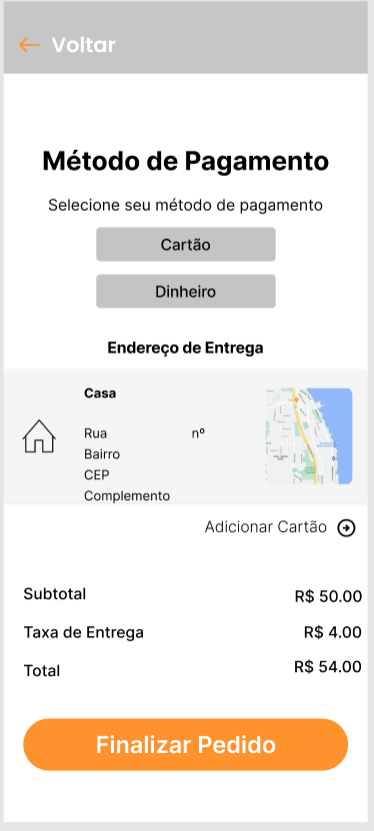 Voltar
Método de Pagamento
Selecione seu método de pagamento
Cartão
Dinheiro
Endereço de Entrega
Casa
Rua nº
Bairro
CEP
Complemento
Adicionar Cartão
Subtotal R$ 50.00
Taxa de Entrega R$ 4.00
Total R$ 54.00
Finalizar Pedido